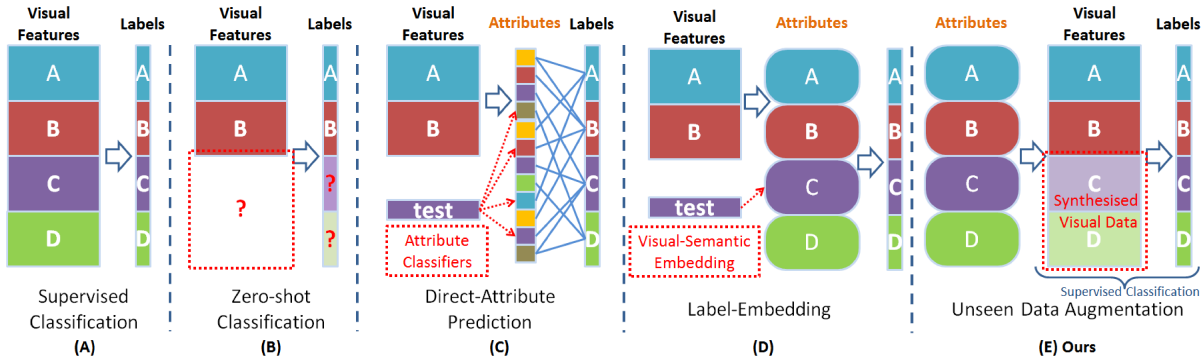 Visual
Features
Labels
A
A
B
B
C
C
D
D
Supervised
Classification
(A)
Visual
Features
Labels
A
A
B
B
?
?
?
Zero-shot
Classification
(B)
Visual
Features
Attributes
Labels
A
A
B
B
C
D
test
Attribute
Classifiers
Direct-Attribute
Prediction
(C)
Visual
Features
Attributes
Labels
A
A
A
B
B
B
C
C
D
D
test
Visual-Semantic
Embedding
Label-Embedding
(D)
Attributes
Visual
Features
Labels
A
A
A
B
B
B
C
C
C
Synthesised
Visual Data
D
D
D
Supervised Classification
Unseen Data Augmentation
(E) Ours